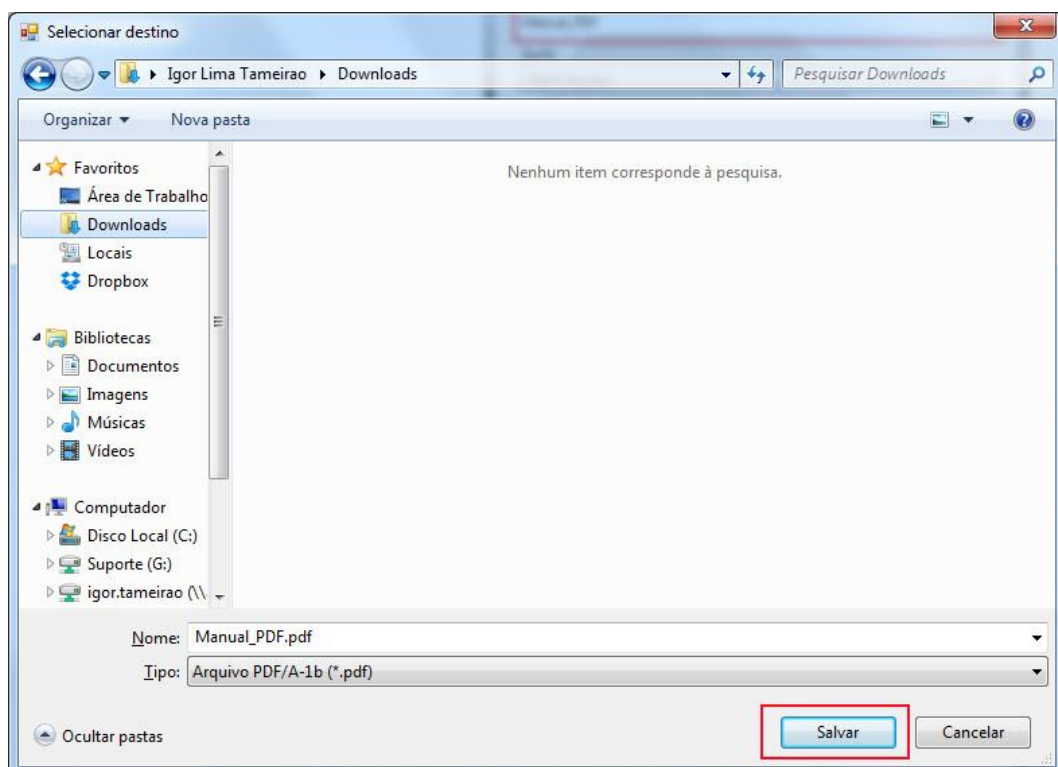 Selecionar destino
Igor Lima Tameirao Downloads
Pesquisar Downloads
Organizar Nova pasta
Favoritos
Área de Trabalho
Downloads
Locais
Dropbox
Bibliotecas
Documentos
Imagens
Músicas
Vídeos
Computador
Disco Local (C:)
Suporte (G:)
igor.tameirao (\\
Nenhum item corresponde à pesquisa.
Nome: Manual_PDF.pdf
Tipo: Arquivo PDF/A-1b (*.pdf)
Ocultar pastas
Salvar
Cancelar